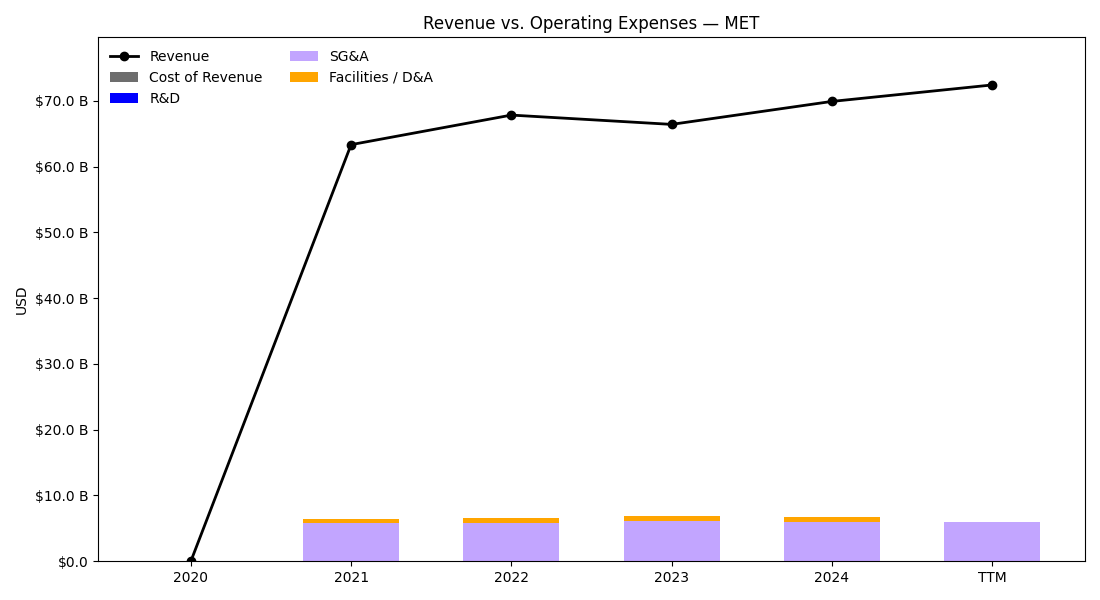 Revenue vs. Operating Expenses — MET
Revenue
Cost of Revenue
R&D
SG&A
Facilities / D&A
USD
$70.0 B
$60.0 B
$50.0 B
$40.0 B
$30.0 B
$20.0 B
$10.0 B
$0.0
2020 2021 2022 2023 2024 TTM